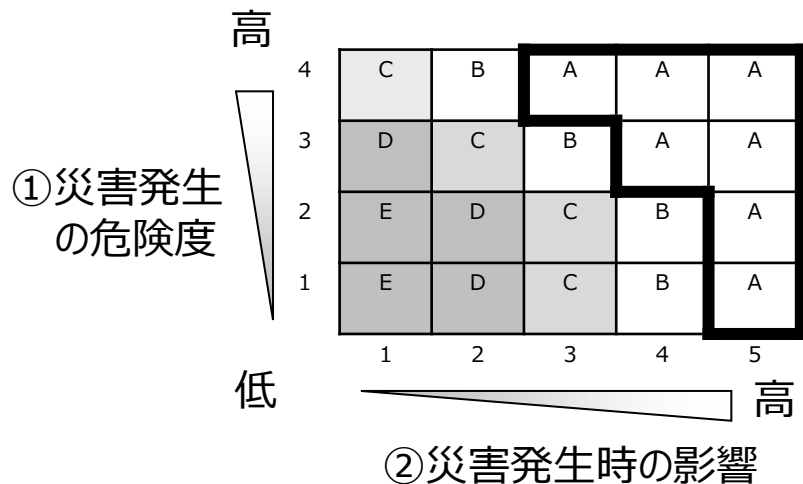 高
4 C B A A A
3 D C B A A
①災害発生
の危険度
2 E D C B A
1 E D C B A
1 2 3 4 5
低
高
②災害発生時の影響